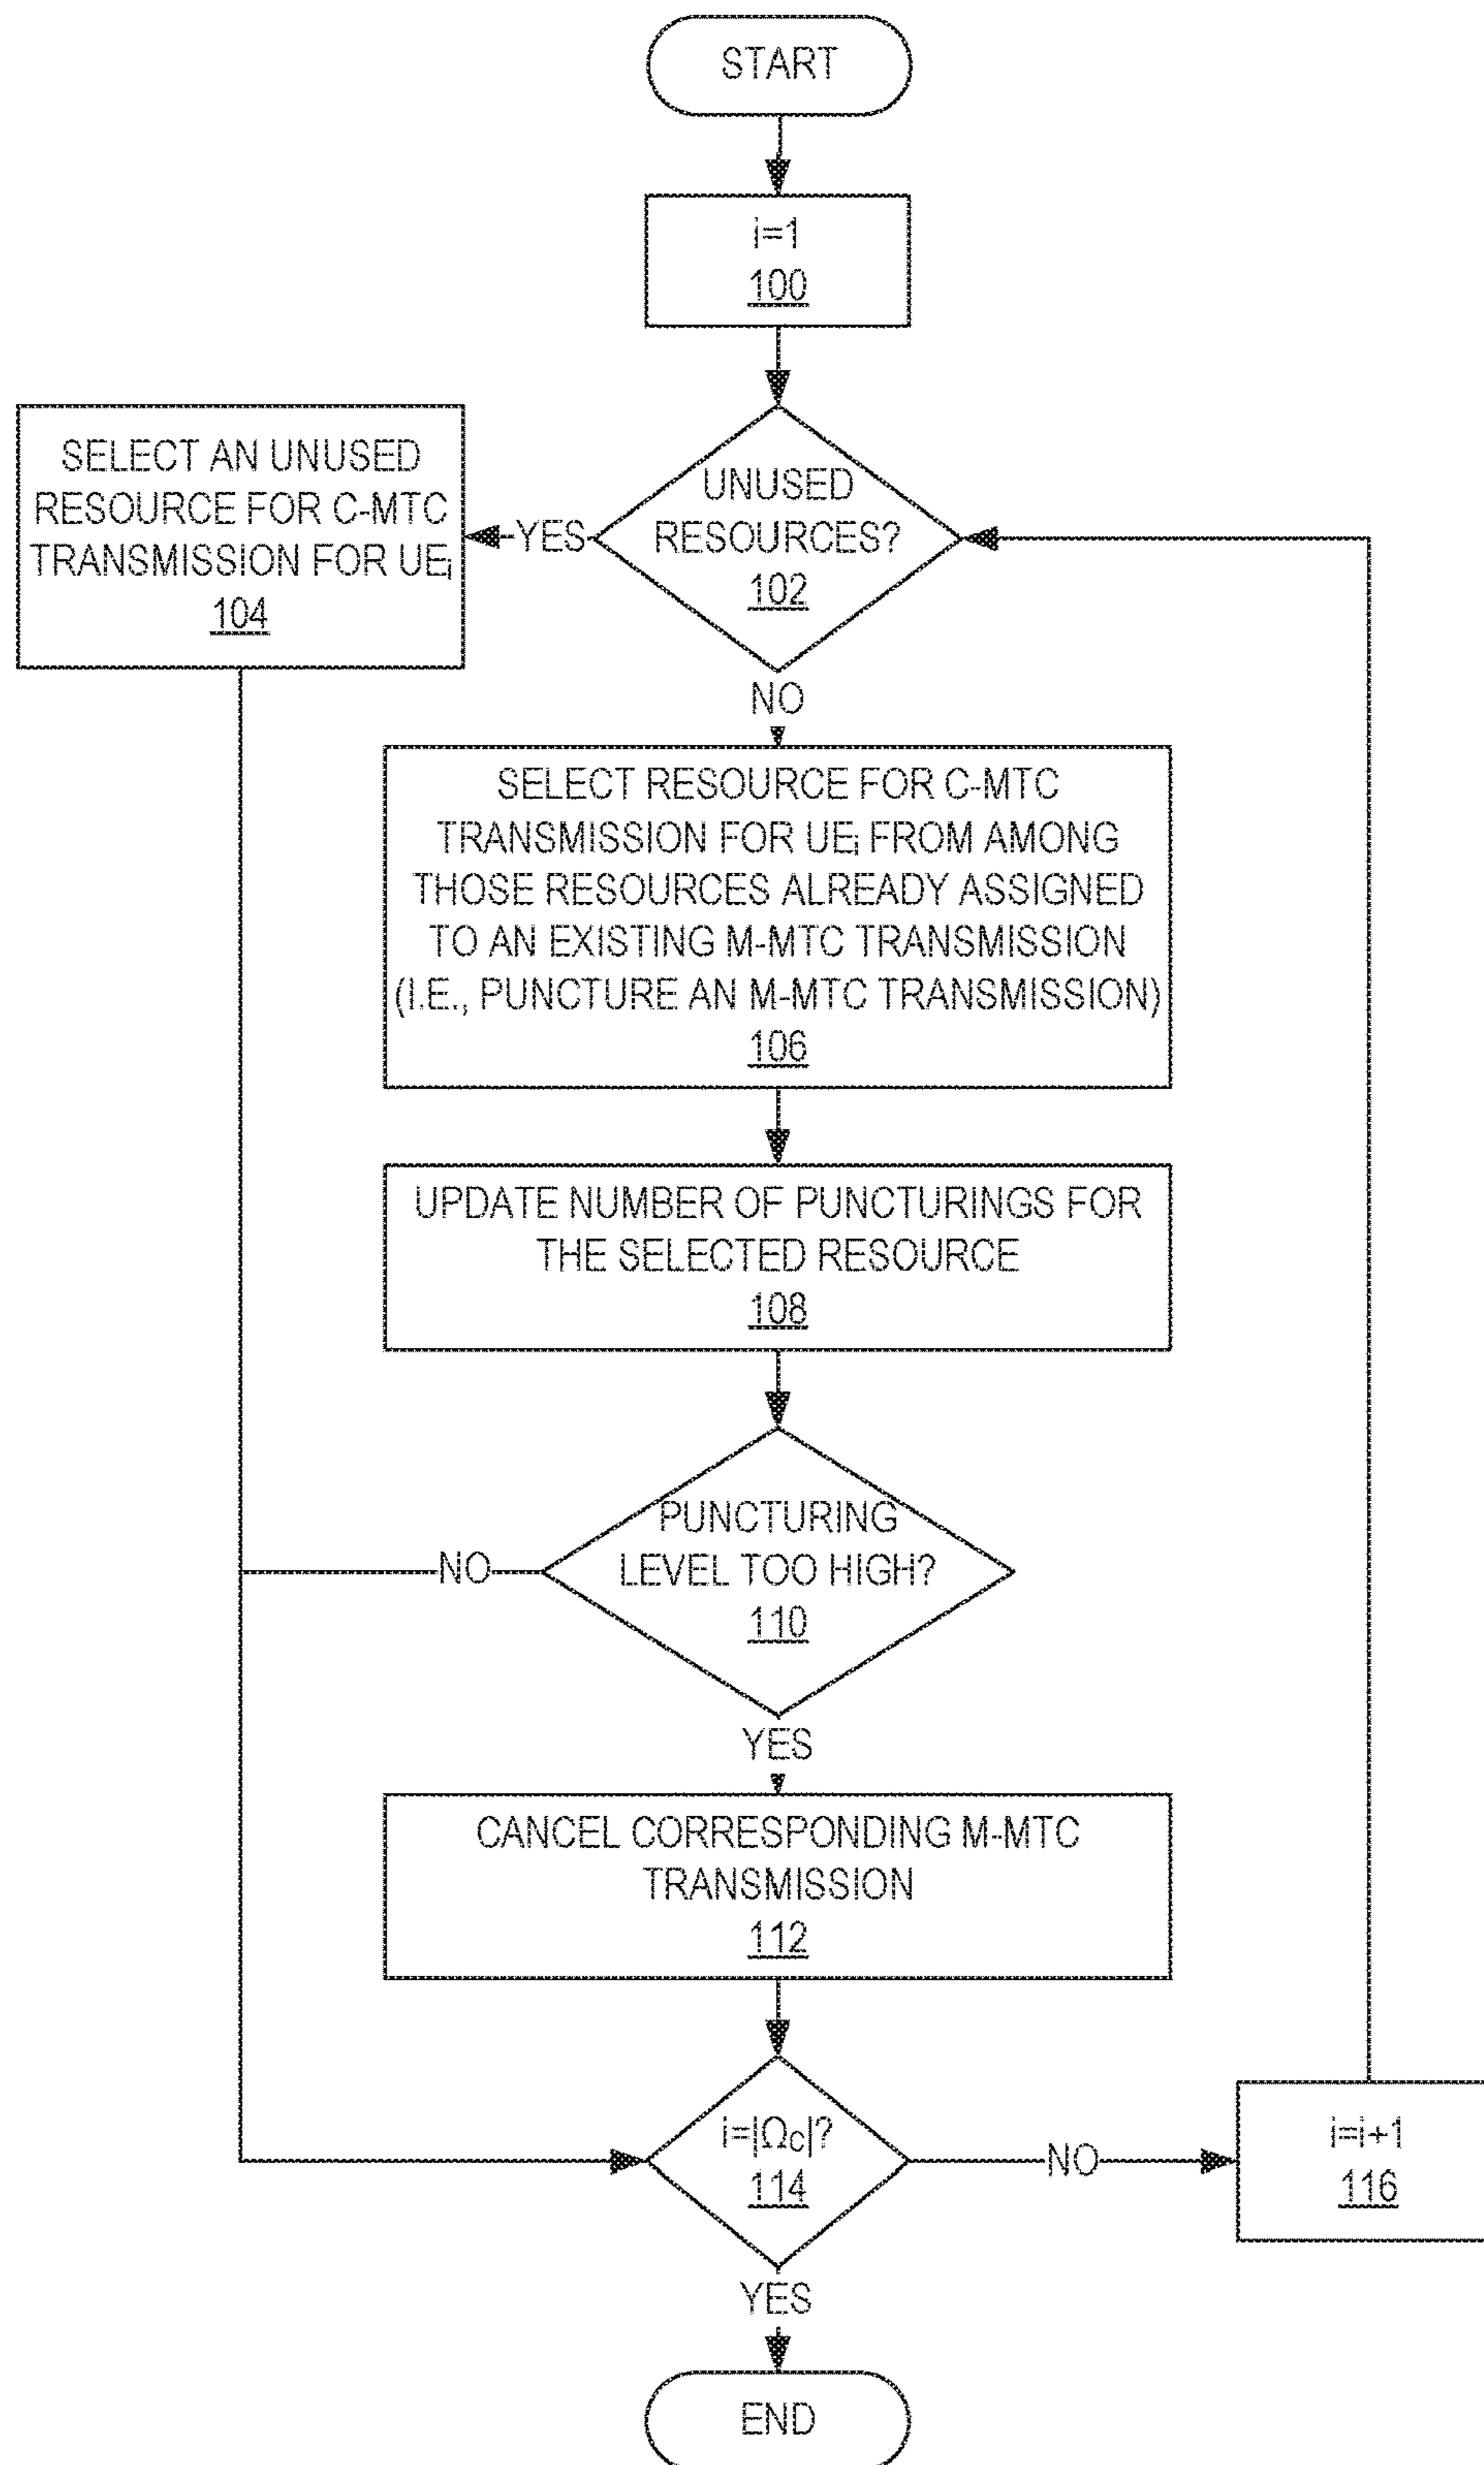 START
i=1
100
UNUSED
RESOURCES?
102
YES
SELECT AN UNUSED
RESOURCE FOR C-MTC
TRANSMISSION FOR UEi
104
NO
SELECT RESOURCE FOR C-MTC
TRANSMISSION FOR UEi FROM AMONG
THOSE RESOURCES ALREADY ASSIGNED
TO AN EXISTING M-MTC TRANSMISSION
(I.E., PUNCTURE AN M-MTC TRANSMISSION)
106
UPDATE NUMBER OF PUNCTURINGS FOR
THE SELECTED RESOURCE
108
PUNCTURING
LEVEL TOO HIGH?
110
NO
YES
CANCEL CORRESPONDING M-MTC
TRANSMISSION
112
i=|Ωc|?
114
NO
i=i+1
116
YES
END